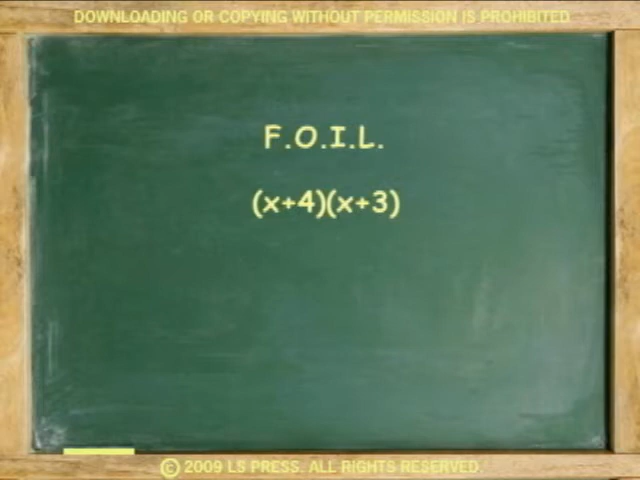 DOWNLOADING OR COPYING WITHOUT PERMISSION IS PROHIBITED.
F.O.I.L.
(x+4)(x+3)
© 2009 LS PRESS. ALL RIGHTS RESERVED.